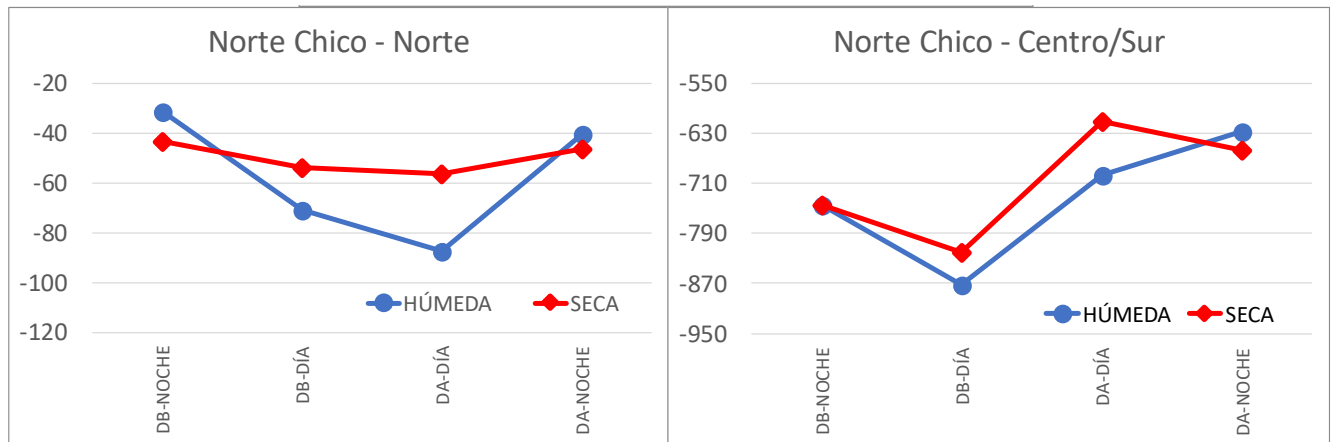 Norte Chico - Norte
-20
-40
-60
-80
-100
-120
HÚMEDA
SECA
DB-NOCHE
DB-DÍA
DA-DÍA
DA-NOCHE
Norte Chico - Centro/Sur
-550
-630
-710
-790
-870
-950
HÚMEDA
SECA
DB-NOCHE
DB-DÍA
DA-DÍA
DA-NOCHE